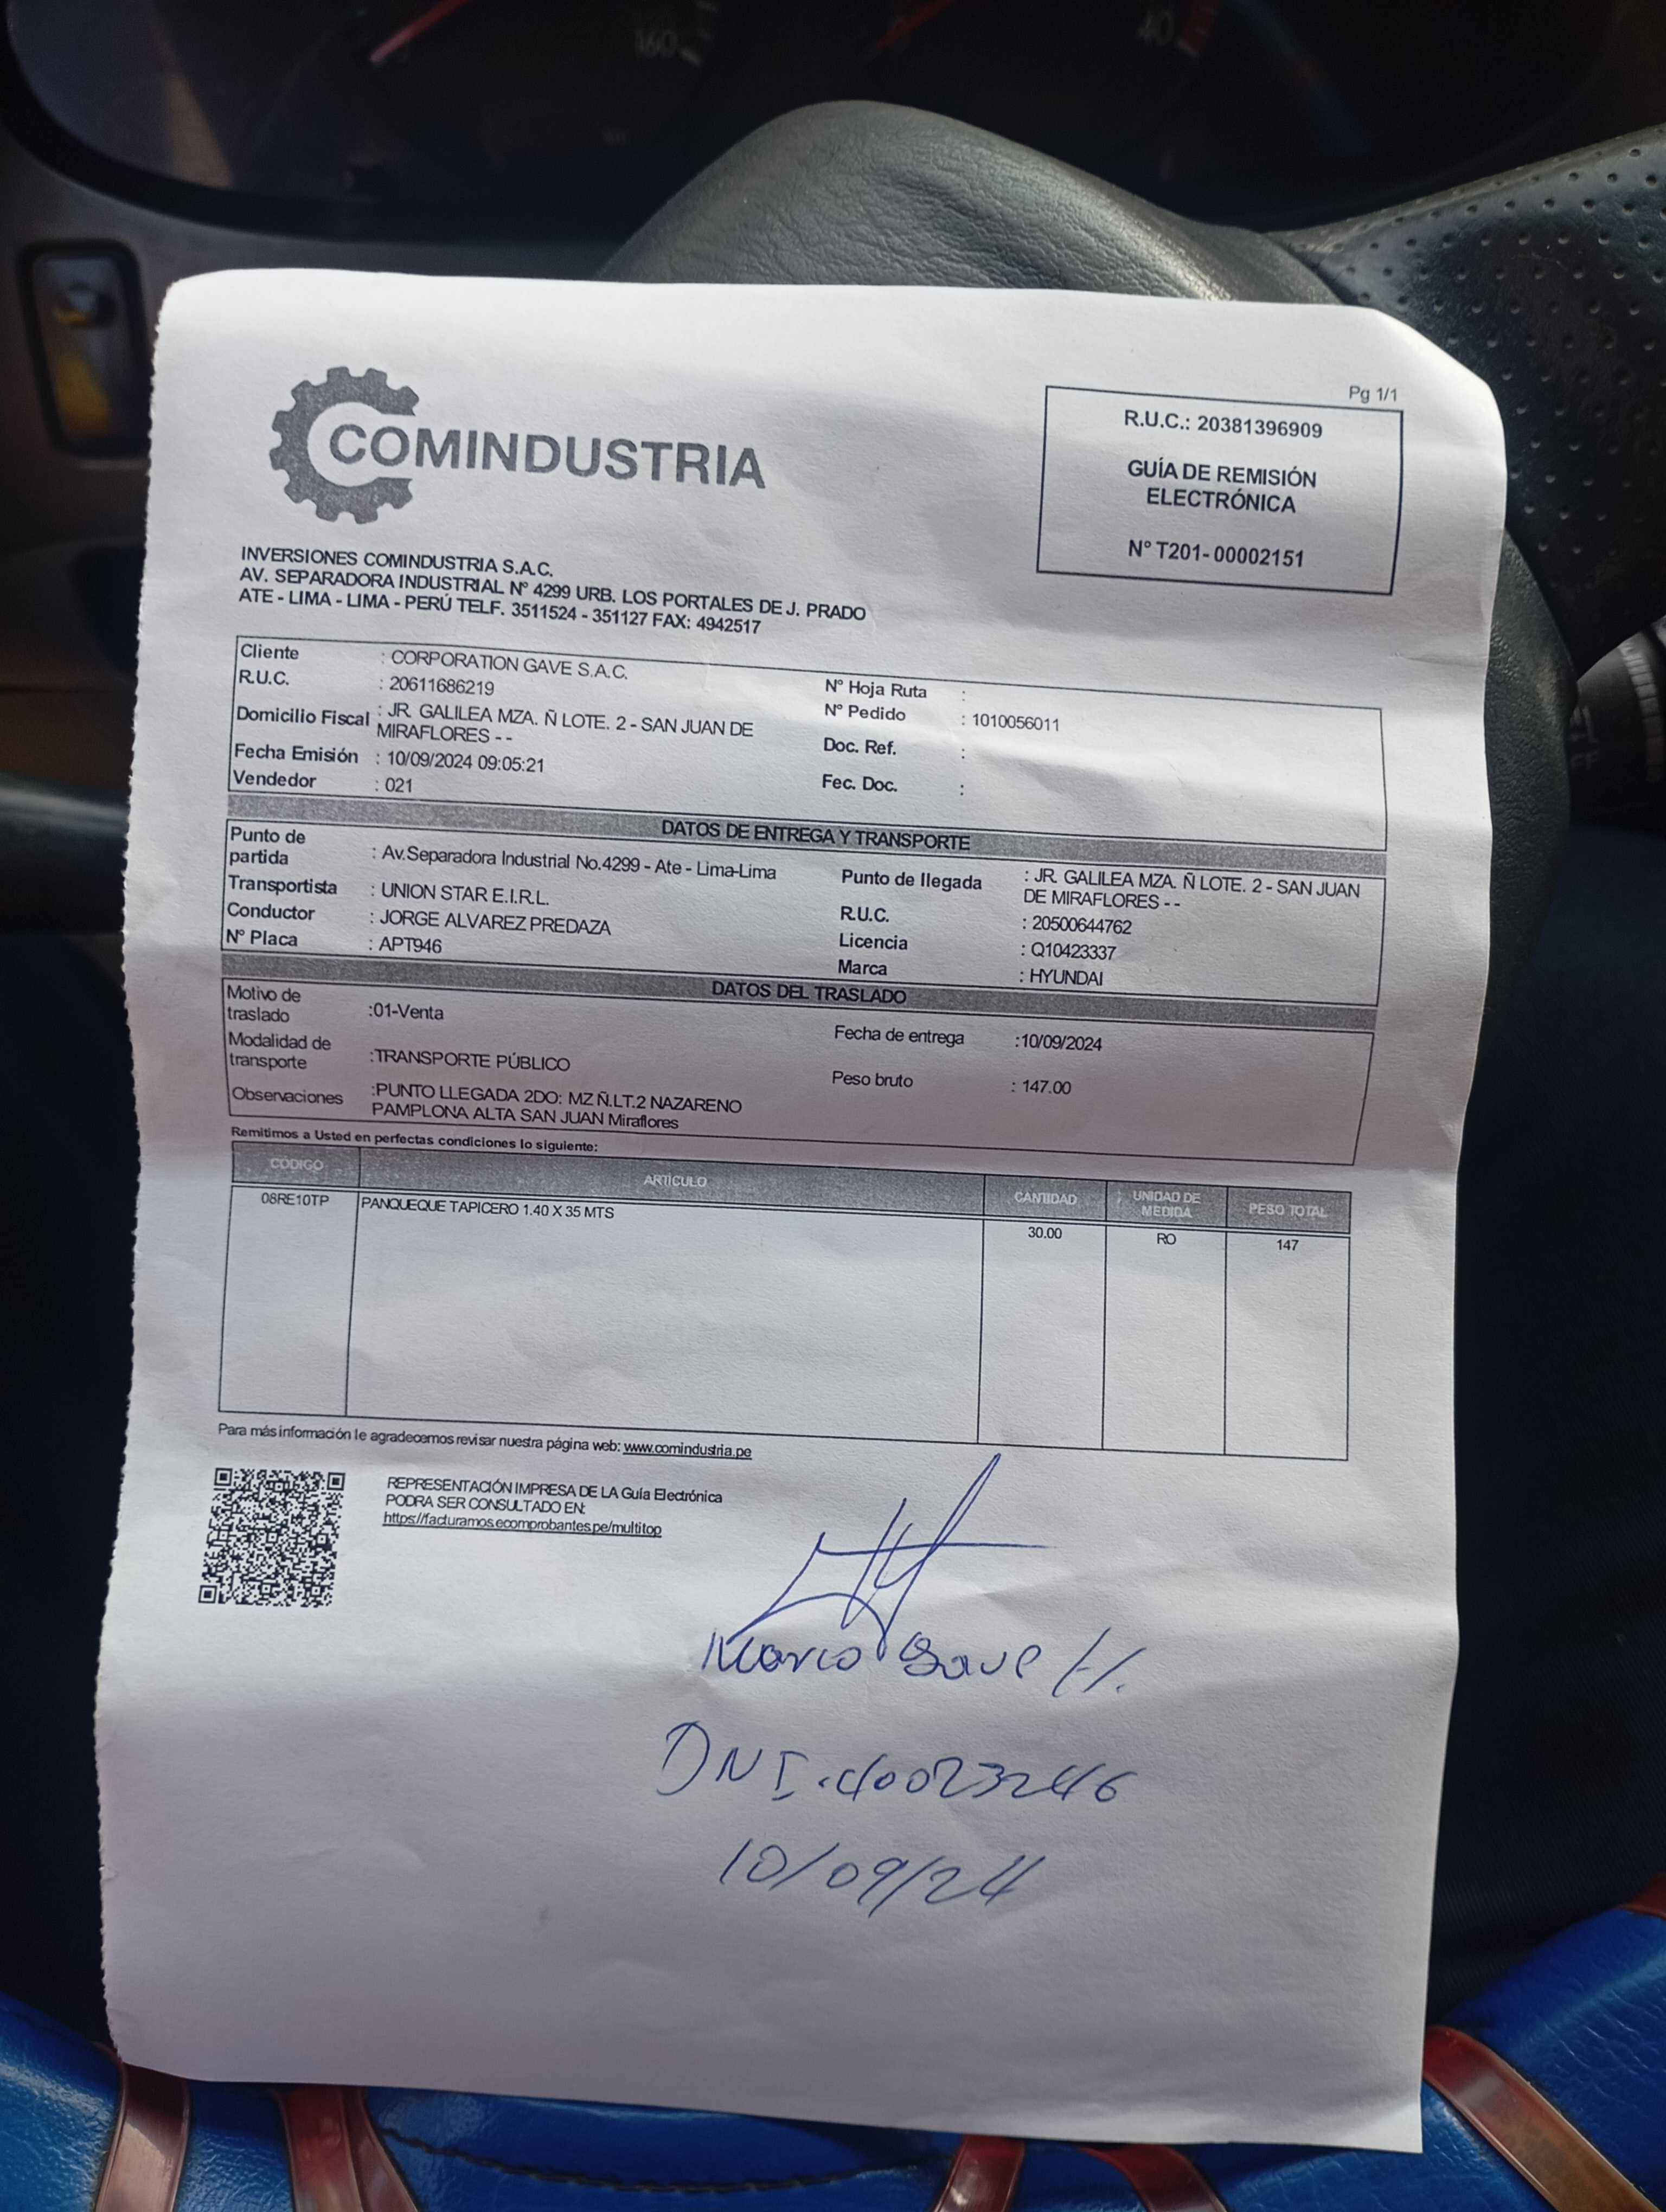 160
40
Pg 1/1
COMINDUSTRIA
R.U.C.: 20381396909
GUÍA DE REMISIÓN
ELECTRÓNICA
N° T201-00002151
INVERSIONES COMINDUSTRIA S.A.C.
AV. SEPARADORA INDUSTRIAL N° 4299 URB. LOS PORTALES DE J. PRADO
ATE - LIMA - LIMA - PERÚ TELF. 3511524 - 351127 FAX: 4942517
Cliente : CORPORATION GAVE S.A.C.
R.U.C. : 20611686219
Domicilio Fiscal : JR. GALILEA MZA. Ñ LOTE. 2 - SAN JUAN DE
MIRAFLORES - -
Fecha Emisión : 10/09/2024 09:05:21
Vendedor : 021
N° Hoja Ruta :
N° Pedido : 1010056011
Doc. Ref. :
Fec. Doc. :
DATOS DE ENTREGA Y TRANSPORTE
Punto de
partida : Av.Separadora Industrial No.4299 - Ate - Lima-Lima
Transportista : UNION STAR E.I.R.L.
Conductor : JORGE ALVAREZ PREDAZA
N° Placa : APT946
Punto de llegada : JR. GALILEA MZA. Ñ LOTE. 2 - SAN JUAN
DE MIRAFLORES - -
R.U.C. : 20500644762
Licencia : Q10423337
Marca : HYUNDAI
DATOS DEL TRASLADO
Motivo de
traslado :01-Venta
Modalidad de
transporte :TRANSPORTE PÚBLICO
Observaciones :PUNTO LLEGADA 2DO: MZ Ñ.LT.2 NAZARENO
PAMPLONA ALTA SAN JUAN Miraflores
Fecha de entrega :10/09/2024
Peso bruto : 147.00
Remitimos a Usted en perfectas condiciones lo siguiente:
CÓDIGO ARTÍCULO CANTIDAD UNIDAD DE MEDIDA PESO TOTAL
08RE10TP PANQUEQUE TAPICERO 1.40 X 35 MTS 30.00 RO 147
Para más información le agradecemos revisar nuestra página web: www.comindustria.pe
REPRESENTACIÓN IMPRESA DE LA Guía Electrónica
PODRA SER CONSULTADO EN:
https://facturamos.ecomprobantes.pe/multitop
Marco Gave H.
DNI. 40023246
10/09/24